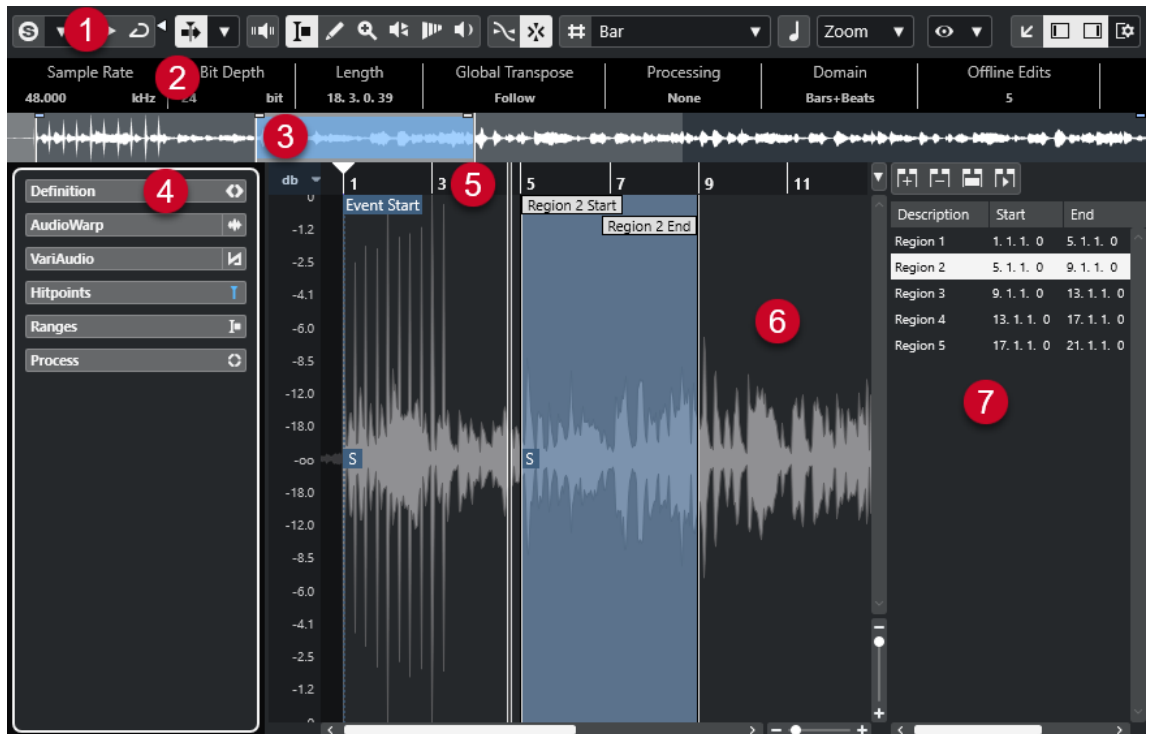 S 1 Bar Zoom
Sample Rate Bit Depth Length Global Transpose Processing Domain Offline Edits
2
48.000 kHz 24 bit 18. 3. 0. 39 Follow None Bars+Beats 5
3
Definition 4
AudioWarp
VariAudio
Hitpoints
Ranges
Process
db 1 3 5 5 7 9 11
Event Start Region 2 Start
Region 2 End
0
-1.2
-2.5
-4.1
-6.0
-8.5
-12.0
-18.0
-oo S S
-18.0
-12.0
-8.5
-6.0
-4.1
-2.5
-1.2
0
6
Description Start End
Region 1 1. 1. 1. 0 5. 1. 1. 0
Region 2 5. 1. 1. 0 9. 1. 1. 0
Region 3 9. 1. 1. 0 13. 1. 1. 0
Region 4 13. 1. 1. 0 17. 1. 1. 0
Region 5 17. 1. 1. 0 21. 1. 1. 0
7